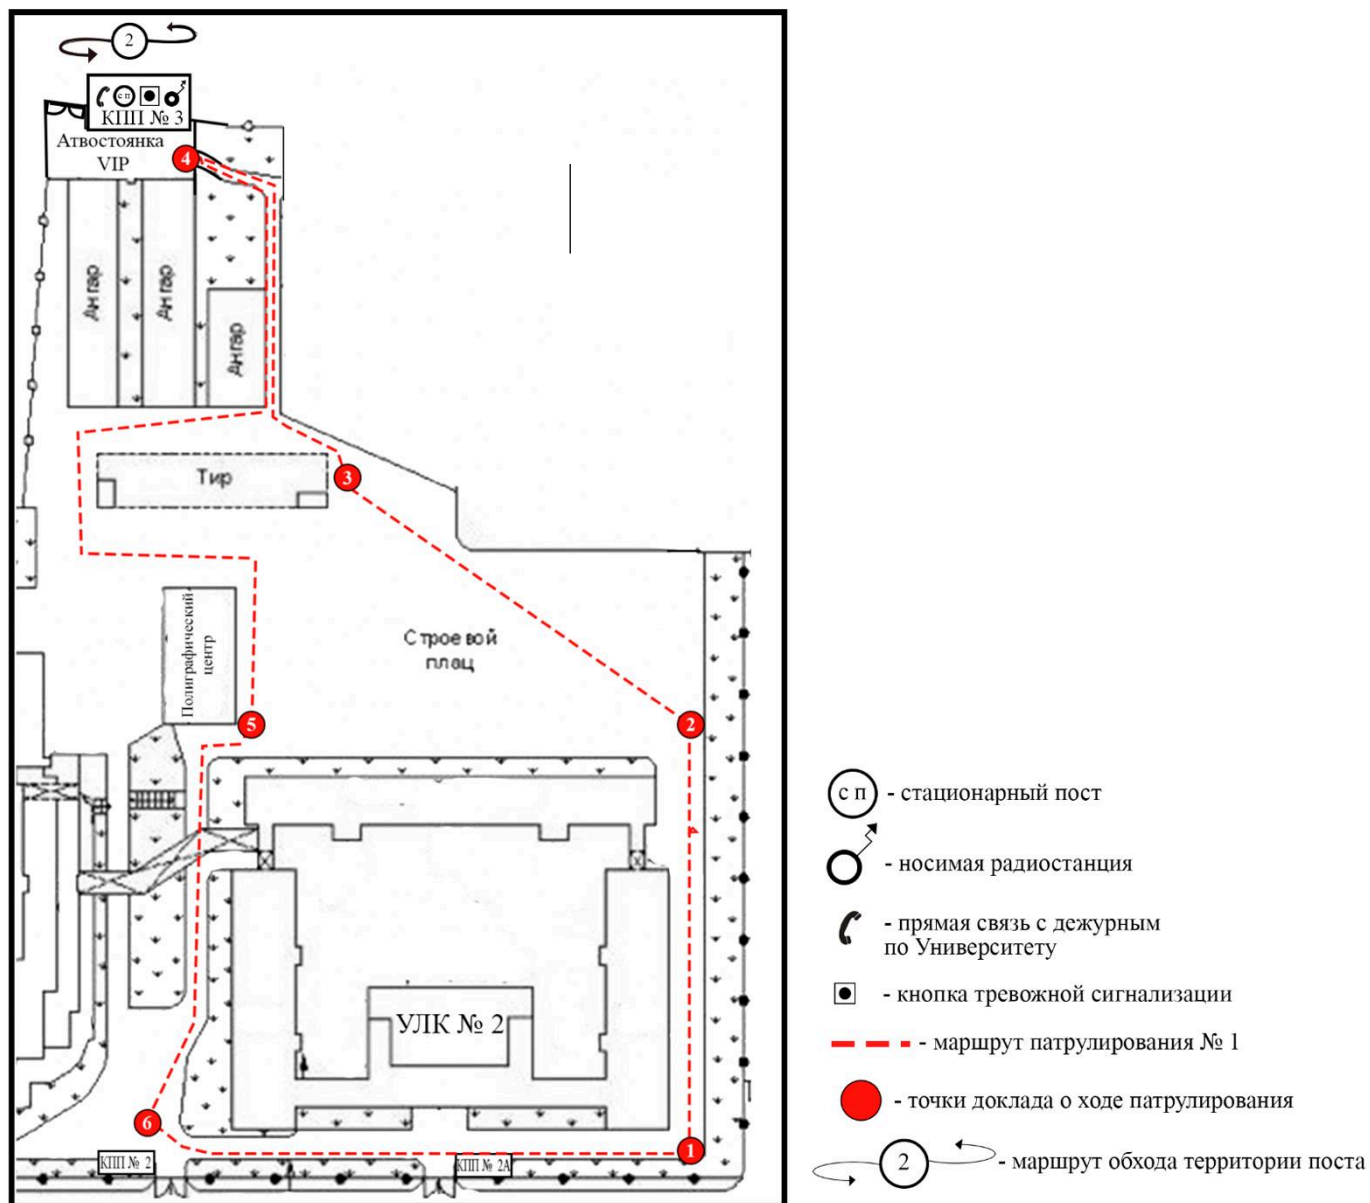 2
с п
КПП № 3
Атвостоянка
VIP
4
Ангар
Ангар
Ангар
3
Тир
Строевой
плац
Полиграфический
центр
5
2
УЛК № 2
6
1
КПП № 2
КПП № 2А
с п - стационарный пост
- носимая радиостанция
- прямая связь с дежурным
по Университету
- кнопка тревожной сигнализации
- маршрут патрулирования № 1
- точки доклада о ходе патрулирования
2 - маршрут обхода территории поста